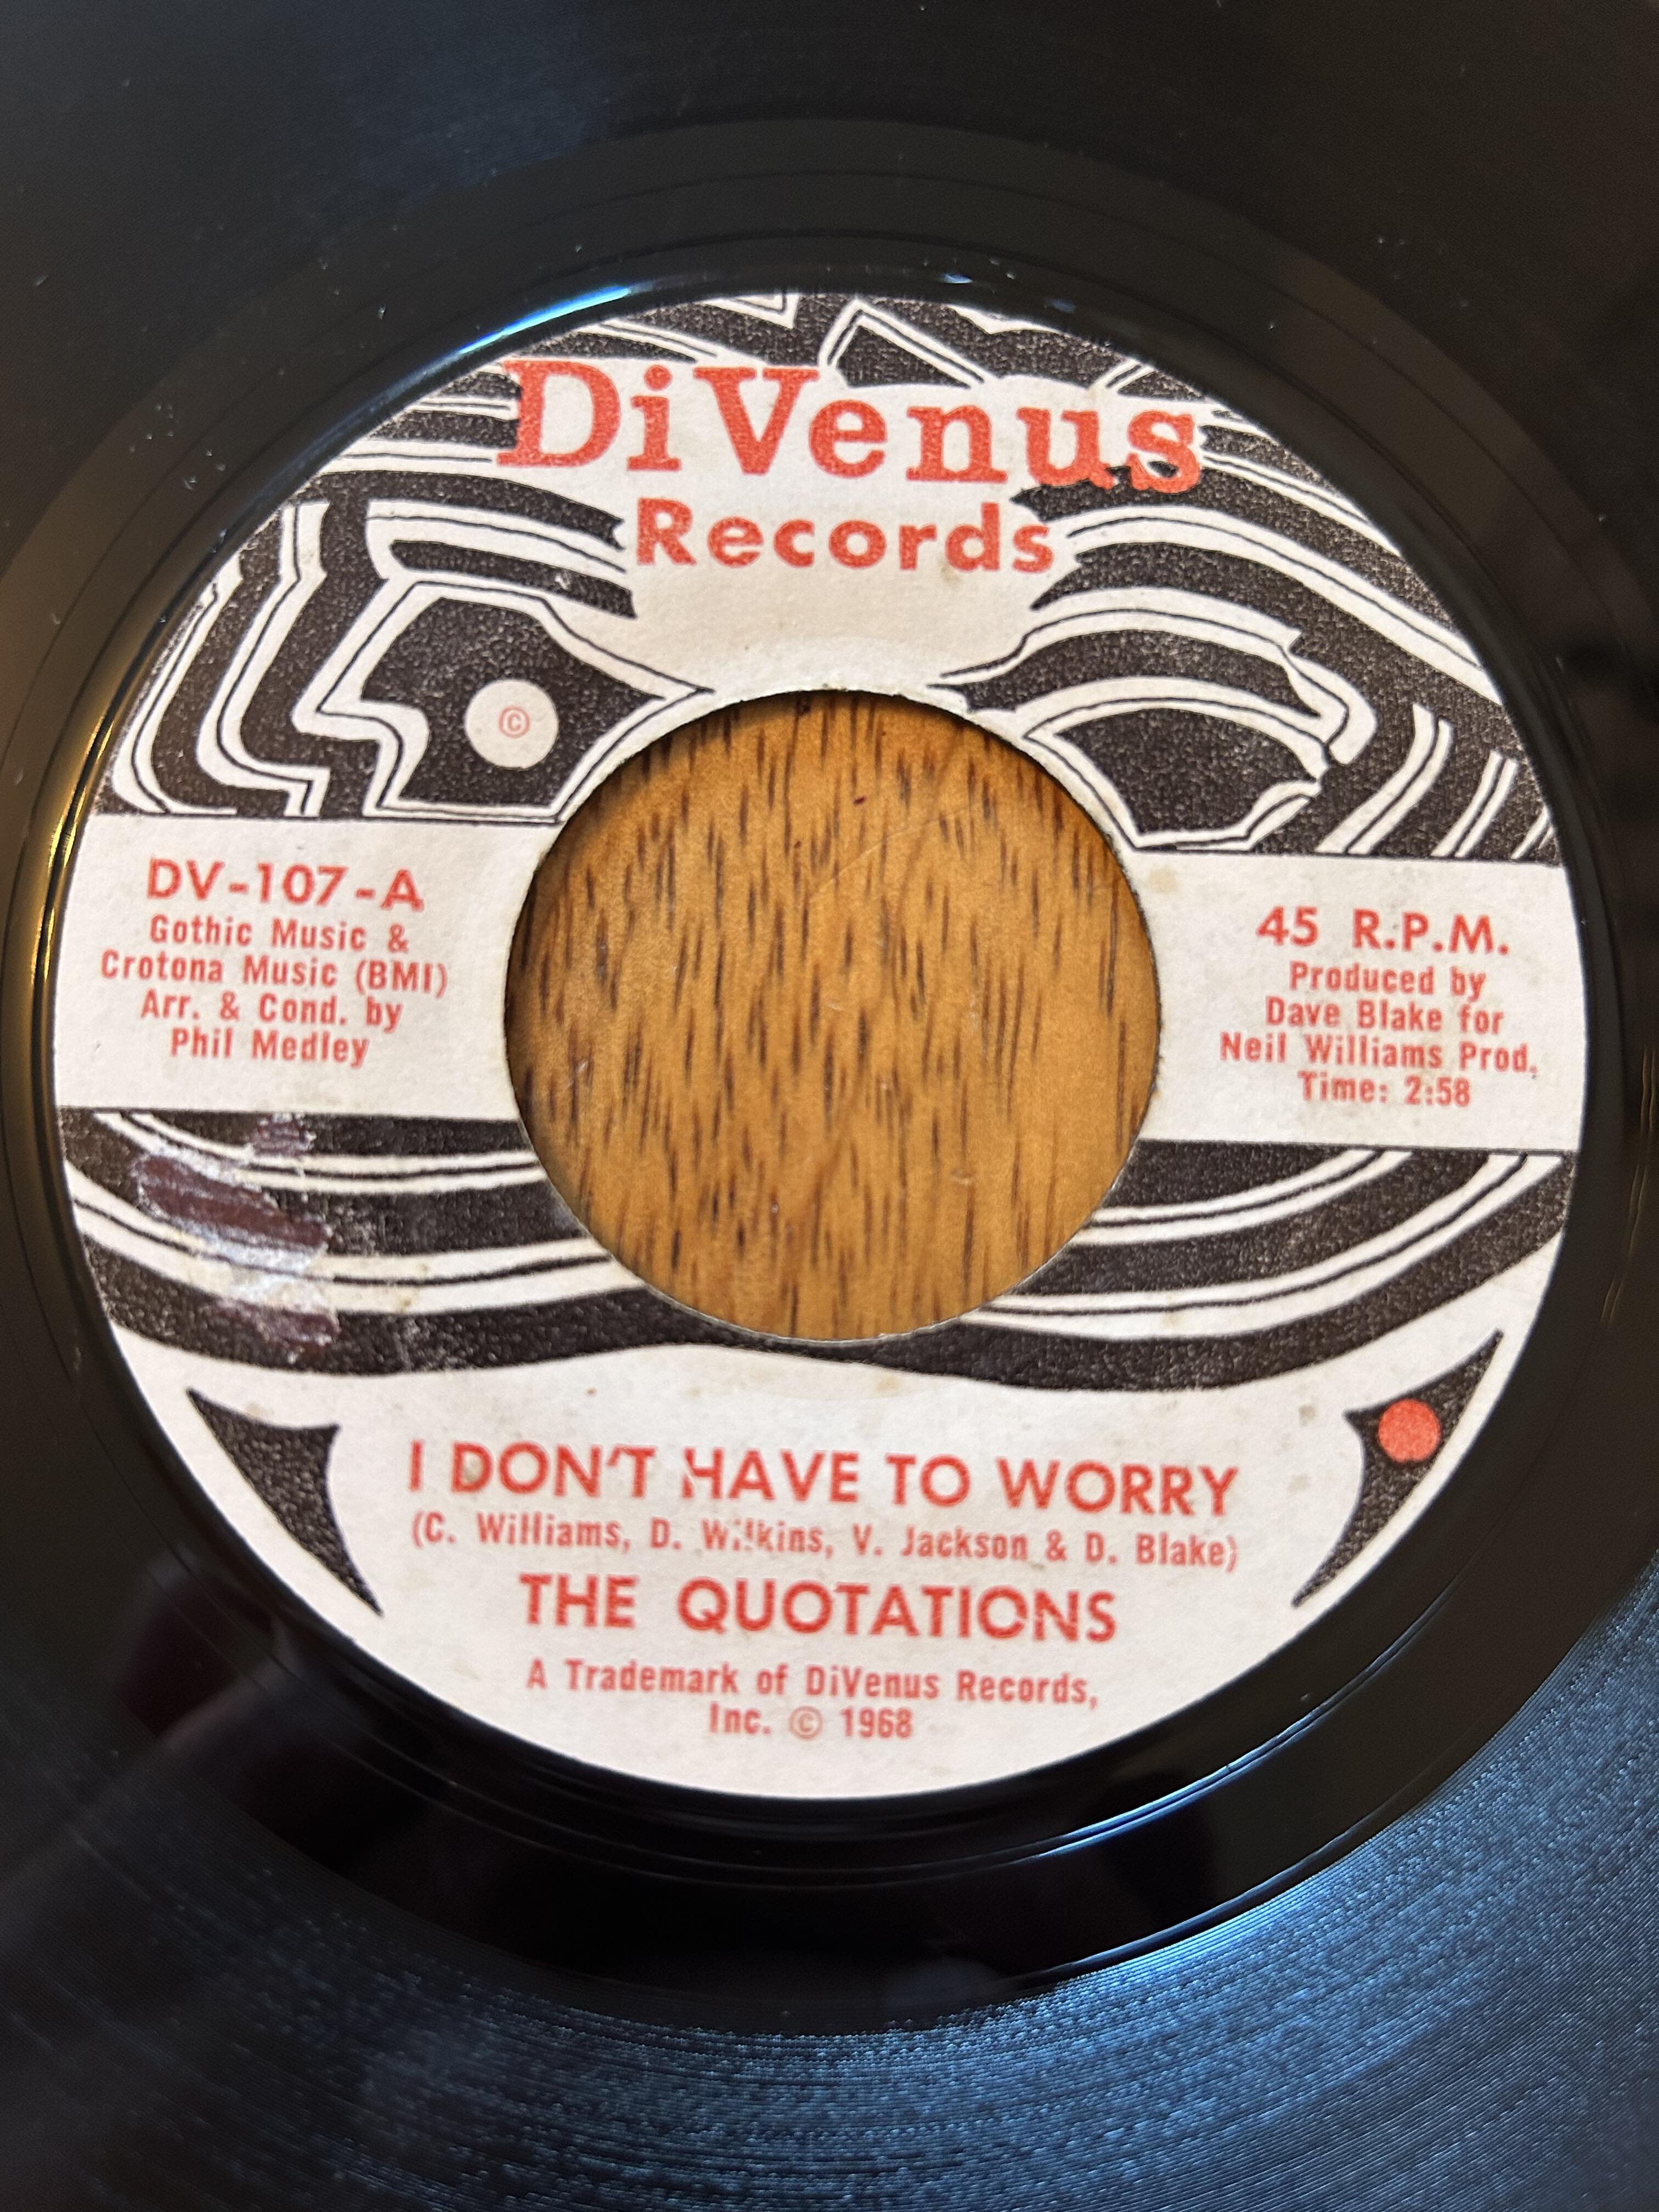 DiVenus
Records
©
DV-107-A
Gothic Music &
Crotona Music (BMI)
Arr. & Cond. by
Phil Medley
45 R.P.M.
Produced by
Dave Blake for
Neil Williams Prod.
Time: 2:58
I DON'T HAVE TO WORRY
(C. Williams, D. Wilkins, V. Jackson & D. Blake)
THE QUOTATIONS
A Trademark of DiVenus Records,
Inc. © 1968